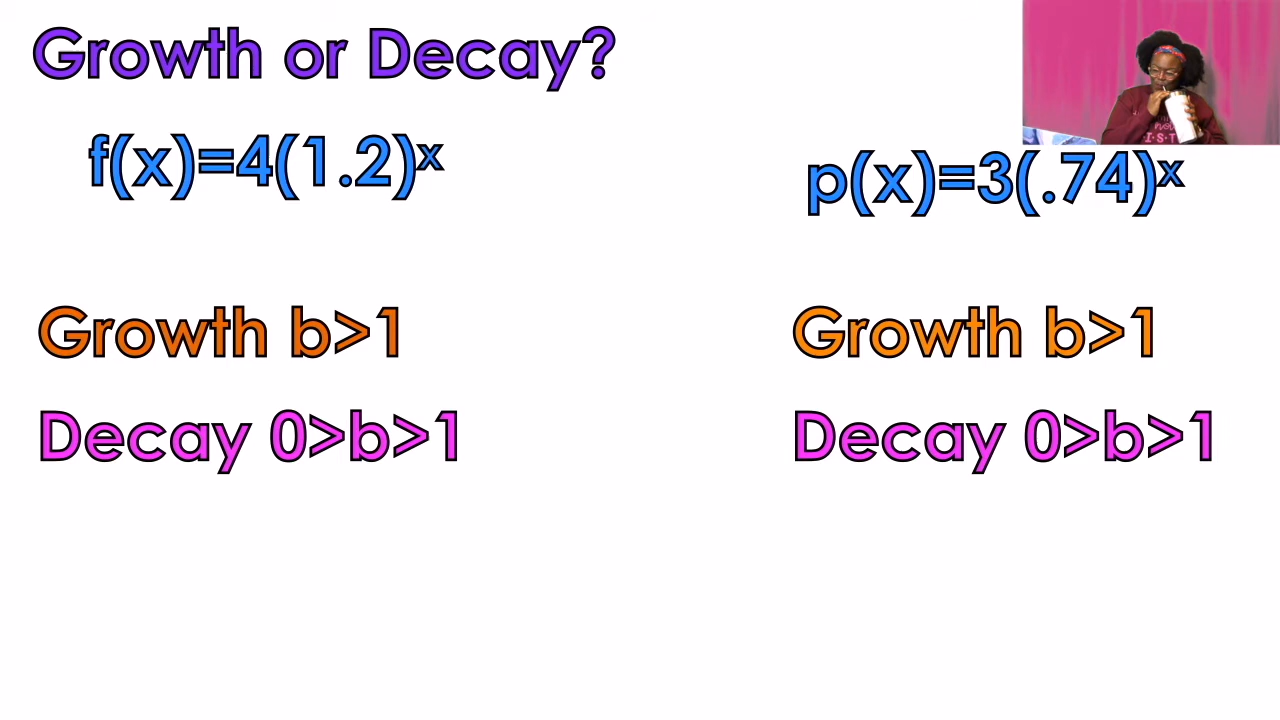 Growth or Decay?
f(x)=4(1.2)ˣ
p(x)=3(.74)ˣ
Growth b>1
Decay 0>b>1
Growth b>1
Decay 0>b>1